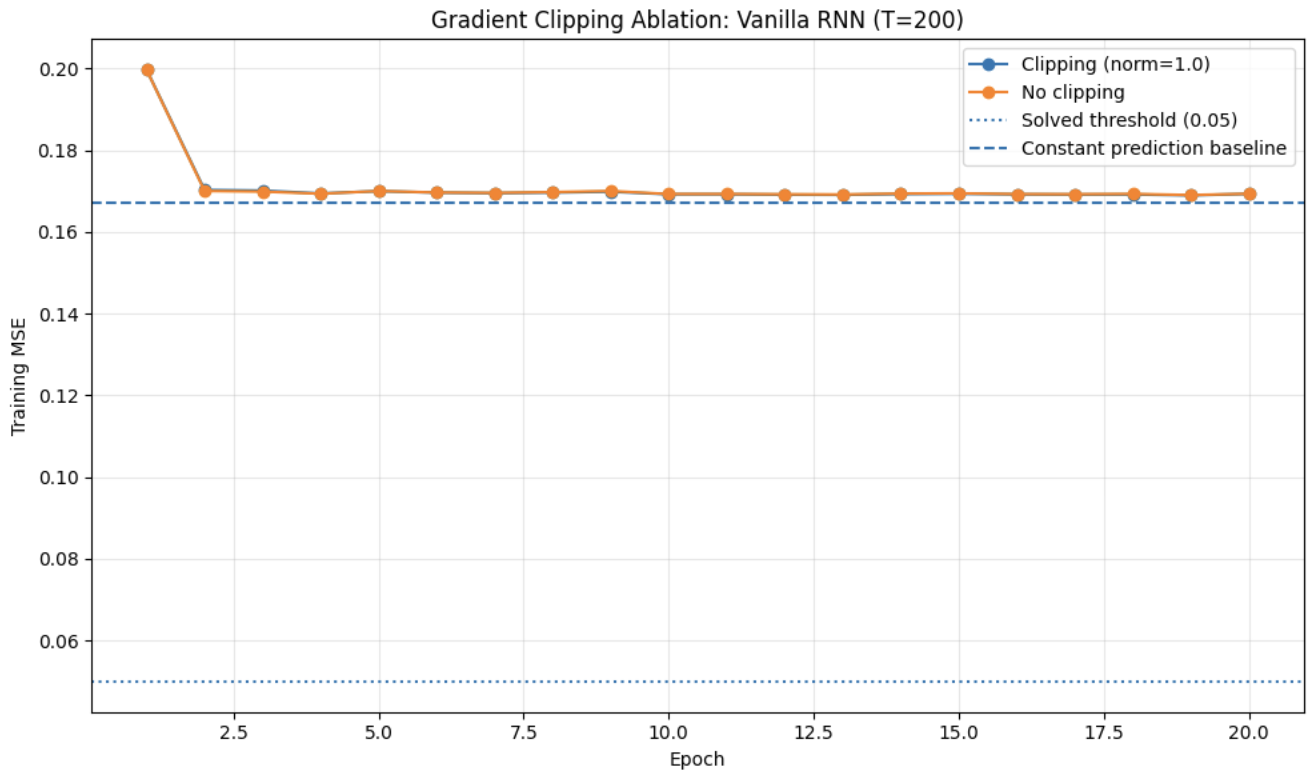 Gradient Clipping Ablation: Vanilla RNN (T=200)
Clipping (norm=1.0)
No clipping
Solved threshold (0.05)
Constant prediction baseline
Training MSE
0.20
0.18
0.16
0.14
0.12
0.10
0.08
0.06
2.5 5.0 7.5 10.0 12.5 15.0 17.5 20.0
Epoch